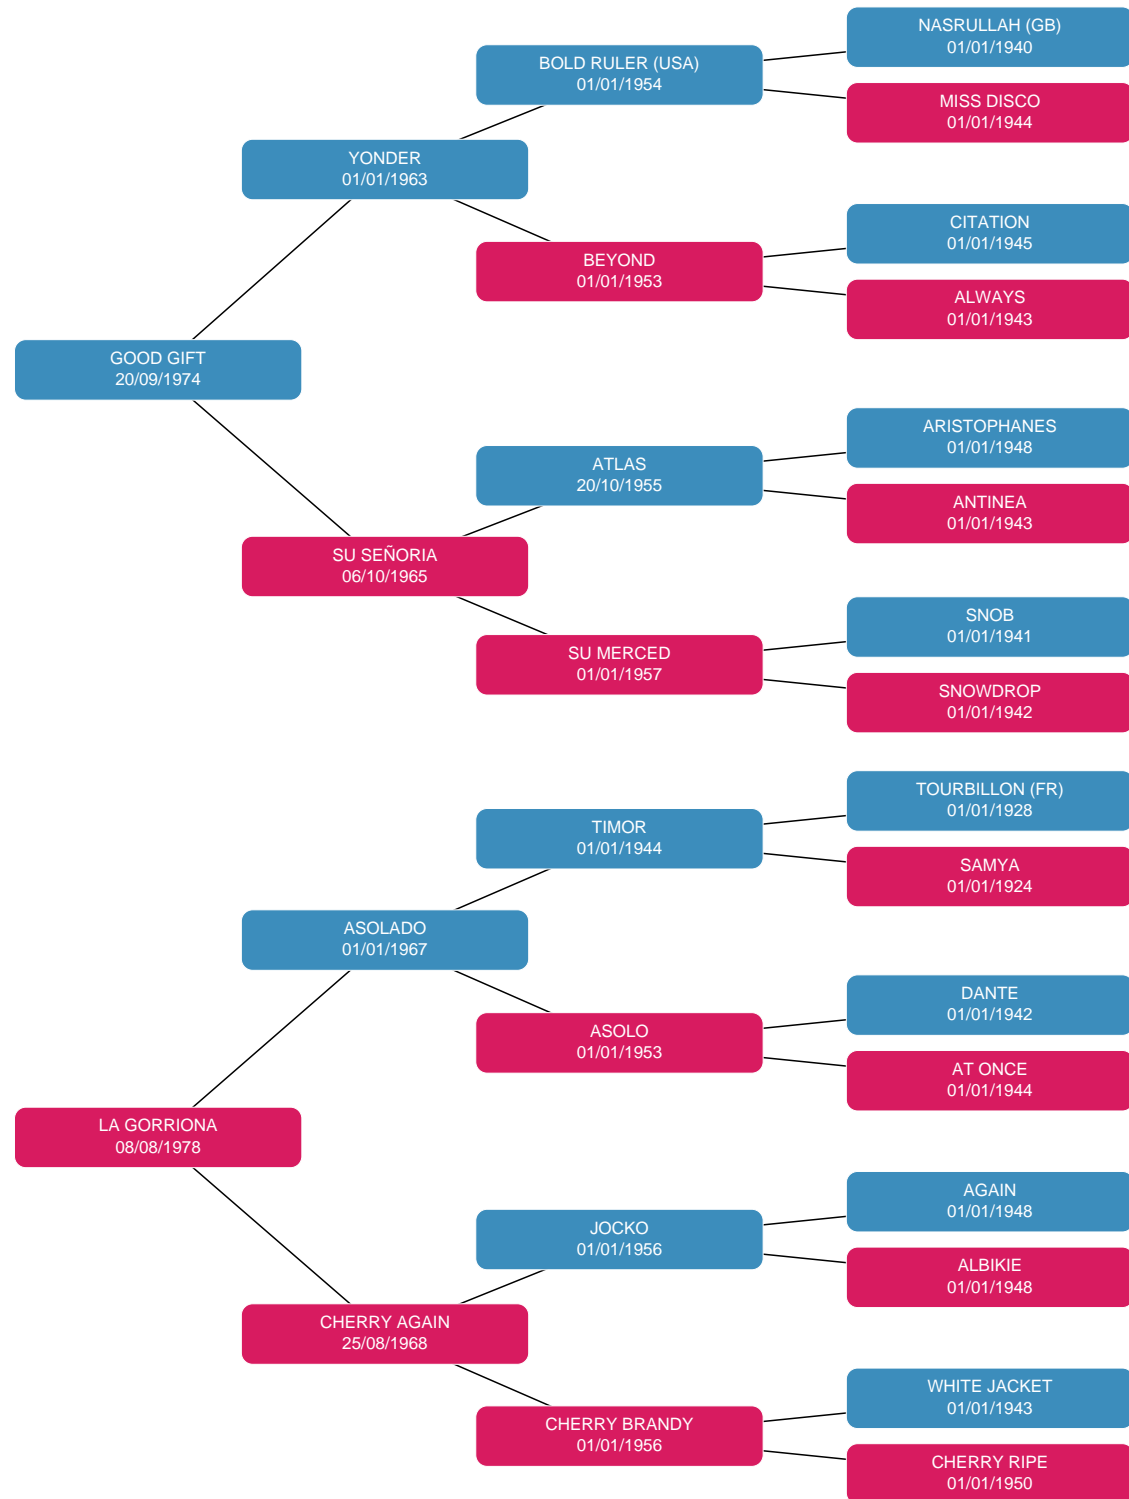 NASRULLAH (GB)
01/01/1940
BOLD RULER (USA)
01/01/1954
MISS DISCO
01/01/1944
YONDER
01/01/1963
CITATION
01/01/1945
BEYOND
01/01/1953
ALWAYS
01/01/1943
GOOD GIFT
20/09/1974
ARISTOPHANES
01/01/1948
ATLAS
20/10/1955
ANTINEA
01/01/1943
SU SEÑORIA
06/10/1965
SNOB
01/01/1941
SU MERCED
01/01/1957
SNOWDROP
01/01/1942
TOURBILLON (FR)
01/01/1928
TIMOR
01/01/1944
SAMYA
01/01/1924
ASOLADO
01/01/1967
DANTE
01/01/1942
ASOLO
01/01/1953
AT ONCE
01/01/1944
LA GORRIONA
08/08/1978
AGAIN
01/01/1948
JOCKO
01/01/1956
ALBIKIE
01/01/1948
CHERRY AGAIN
25/08/1968
WHITE JACKET
01/01/1943
CHERRY BRANDY
01/01/1956
CHERRY RIPE
01/01/1950